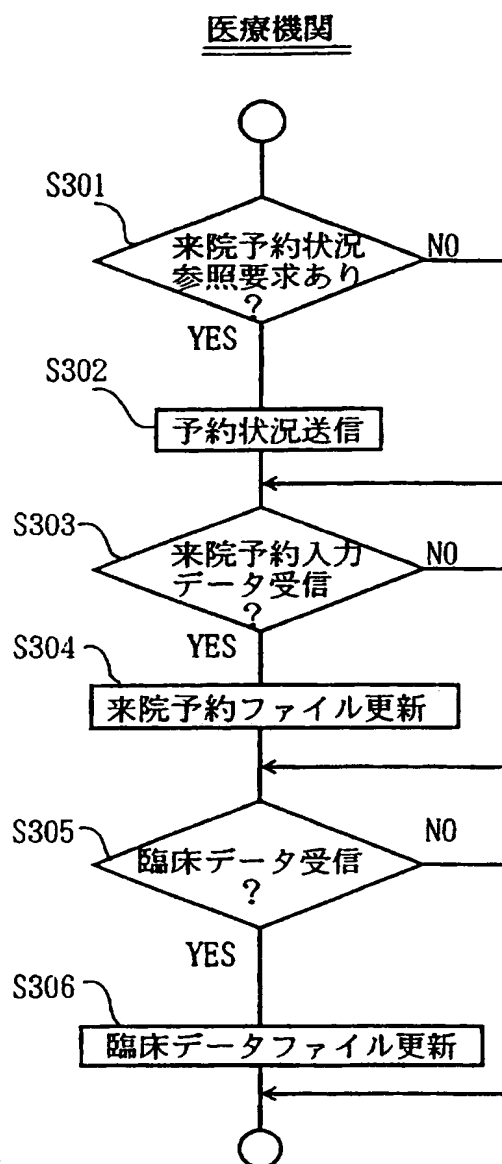 医療機関
S301
来院予約状況
参照要求あり
?
NO
YES
S302
予約状況送信
S303
来院予約入力
データ受信
?
NO
YES
S304
来院予約ファイル更新
S305
臨床データ受信
?
NO
YES
S306
臨床データファイル更新